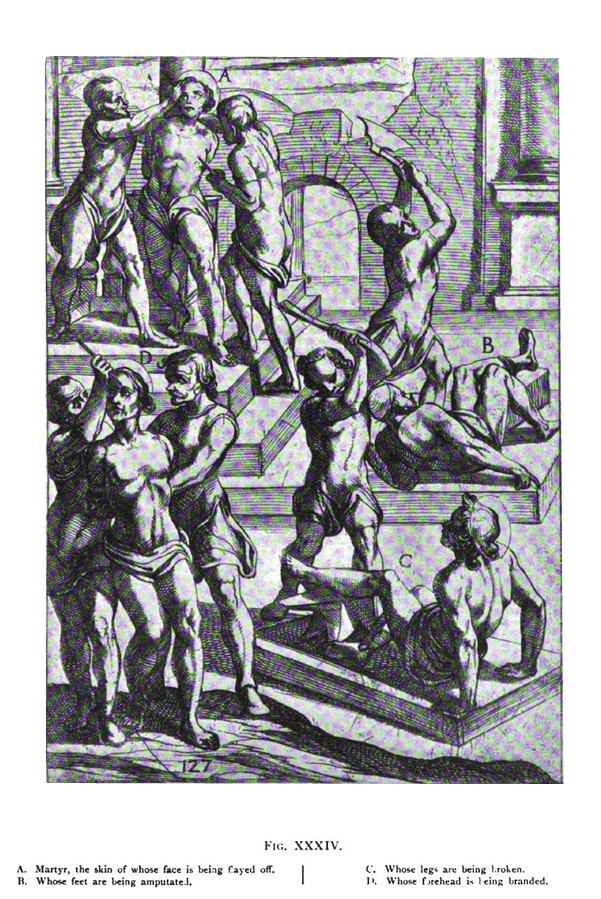 A
D
B
C
127
FIG. XXXIV.
A. Martyr, the skin of whose face is being flayed off.
B. Whose feet are being amputated.
C. Whose legs are being broken.
D. Whose forehead is being branded.